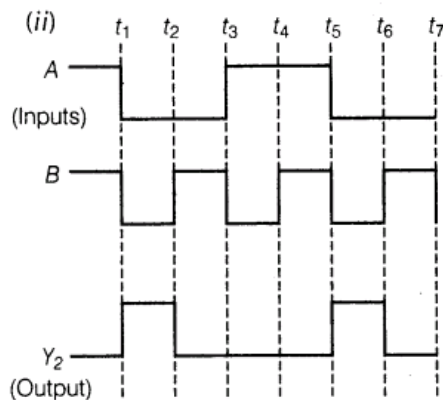 (ii) t1 t2 t3 t4 t5 t6 t7
A
(Inputs)
B
Y2
(Output)